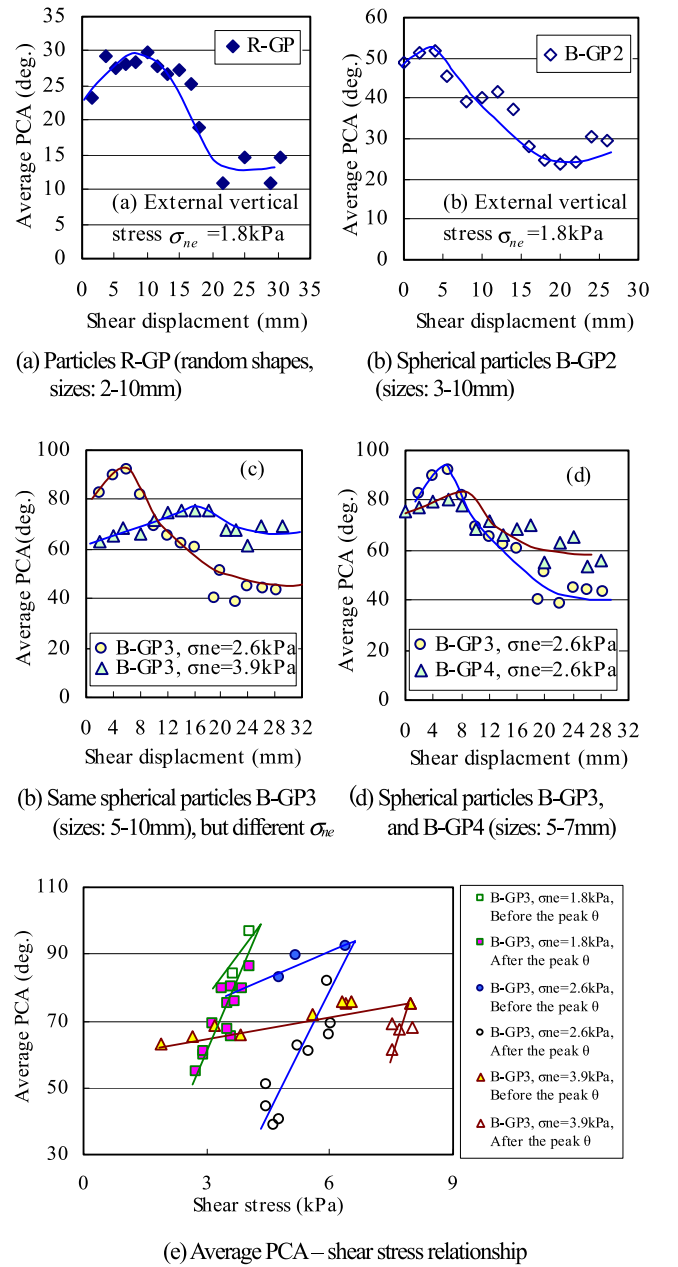 35
30
25
20
15
10
5
Average PCA (deg.)
R-GP
(a) External vertical
stress σne =1.8kPa
0 5 10 15 20 25 30 35
Shear displacment (mm)
(a) Particles R-GP (random shapes,
sizes: 2-10mm)
60
50
40
30
20
10
Average PCA (deg.)
B-GP2
(b) External vertical
stress σne =1.8kPa
0 5 10 15 20 25 30
Shear displacment (mm)
(b) Spherical particles B-GP2
(sizes: 3-10mm)
100
80
60
40
20
0
Average PCA(deg.)
(c)
B-GP3, σne=2.6kPa
B-GP3, σne=3.9kPa
0 4 8 12 16 20 24 28 32
Shear displacment (mm)
(b) Same spherical particles B-GP3
(sizes: 5-10mm), but different σne
100
80
60
40
20
0
Average PCA (deg.)
(d)
B-GP3, σne=2.6kPa
B-GP4, σne=2.6kPa
0 4 8 12 16 20 24 28 32
Shear displacment (mm)
(d) Spherical particles B-GP3,
and B-GP4 (sizes: 5-7mm)
110
90
70
50
30
Average PCA (deg.)
0 3 6 9
Shear stress (kPa)
B-GP3, σne=1.8kPa,
Before the peak θ
B-GP3, σne=1.8kPa,
After the peak θ
B-GP3, σne=2.6kPa,
Before the peak θ
B-GP3, σne=2.6kPa,
After the peak θ
B-GP3, σne=3.9kPa,
Before the peak θ
B-GP3, σne=3.9kPa,
After the peak θ
(e) Average PCA – shear stress relationship